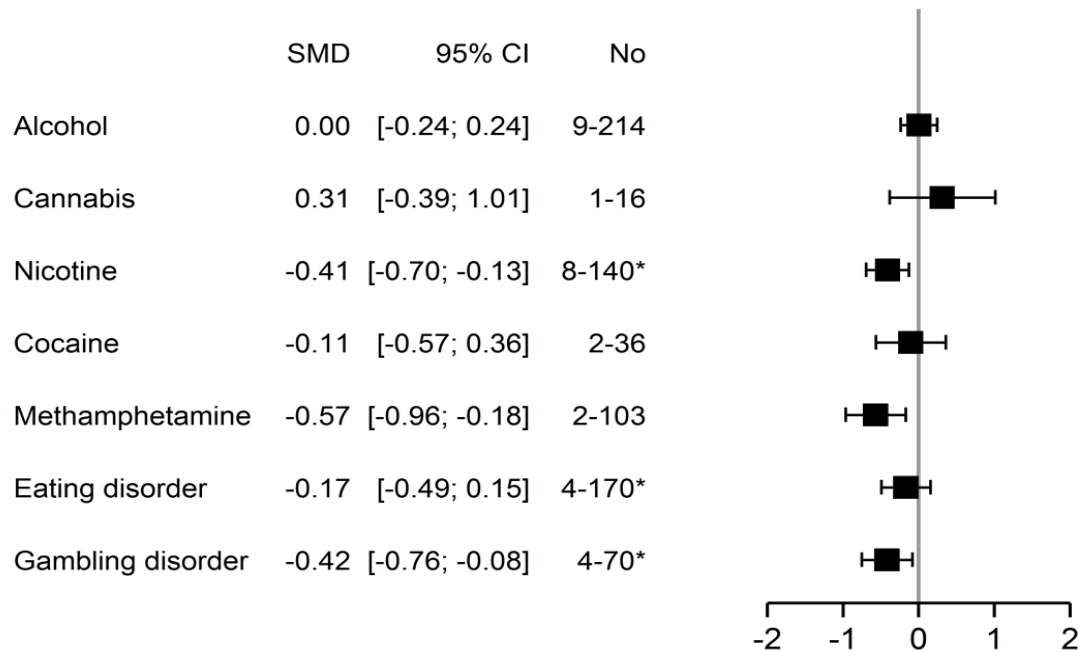 SMD 95% CI No
Alcohol 0.00 [-0.24; 0.24] 9-214
Cannabis 0.31 [-0.39; 1.01] 1-16
Nicotine -0.41 [-0.70; -0.13] 8-140*
Cocaine -0.11 [-0.57; 0.36] 2-36
Methamphetamine -0.57 [-0.96; -0.18] 2-103
Eating disorder -0.17 [-0.49; 0.15] 4-170*
Gambling disorder -0.42 [-0.76; -0.08] 4-70*
-2 -1 0 1 2